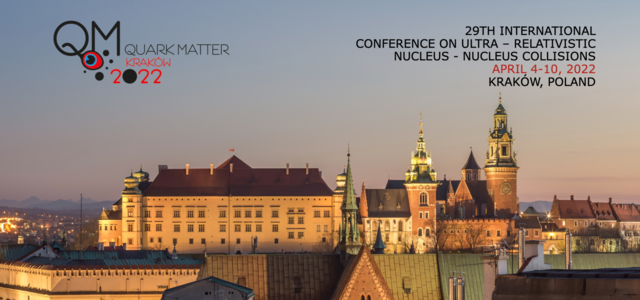 QM QUARK MATTER
KRAKÓW
2022
29TH INTERNATIONAL
CONFERENCE ON ULTRA – RELATIVISTIC
NUCLEUS - NUCLEUS COLLISIONS
APRIL 4-10, 2022
KRAKÓW, POLAND